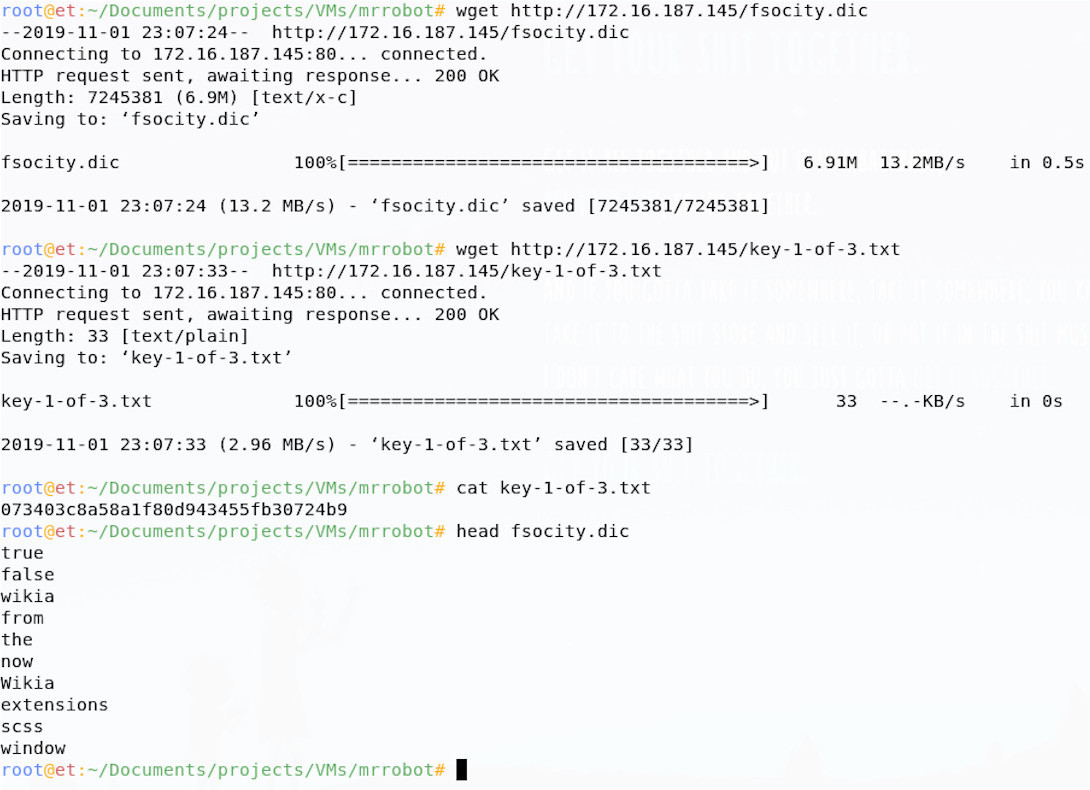 root@et:~/Documents/projects/VMs/mrrobot# wget http://172.16.187.145/fsocity.dic
--2019-11-01 23:07:24--  http://172.16.187.145/fsocity.dic
Connecting to 172.16.187.145:80... connected.
HTTP request sent, awaiting response... 200 OK
Length: 7245381 (6.9M) [text/x-c]
Saving to: ‘fsocity.dic’
fsocity.dic                100%[=====================================>]   6.91M  13.2MB/s    in 0.5s
2019-11-01 23:07:24 (13.2 MB/s) - ‘fsocity.dic’ saved [7245381/7245381]
root@et:~/Documents/projects/VMs/mrrobot# wget http://172.16.187.145/key-1-of-3.txt
--2019-11-01 23:07:33--  http://172.16.187.145/key-1-of-3.txt
Connecting to 172.16.187.145:80... connected.
HTTP request sent, awaiting response... 200 OK
Length: 33 [text/plain]
Saving to: ‘key-1-of-3.txt’
key-1-of-3.txt             100%[=====================================>]      33  --.-KB/s    in 0s
2019-11-01 23:07:33 (2.96 MB/s) - ‘key-1-of-3.txt’ saved [33/33]
root@et:~/Documents/projects/VMs/mrrobot# cat key-1-of-3.txt
073403c8a58a1f80d943455fb30724b9
root@et:~/Documents/projects/VMs/mrrobot# head fsocity.dic
true
false
wikia
from
the
now
Wikia
extensions
scss
window
root@et:~/Documents/projects/VMs/mrrobot#